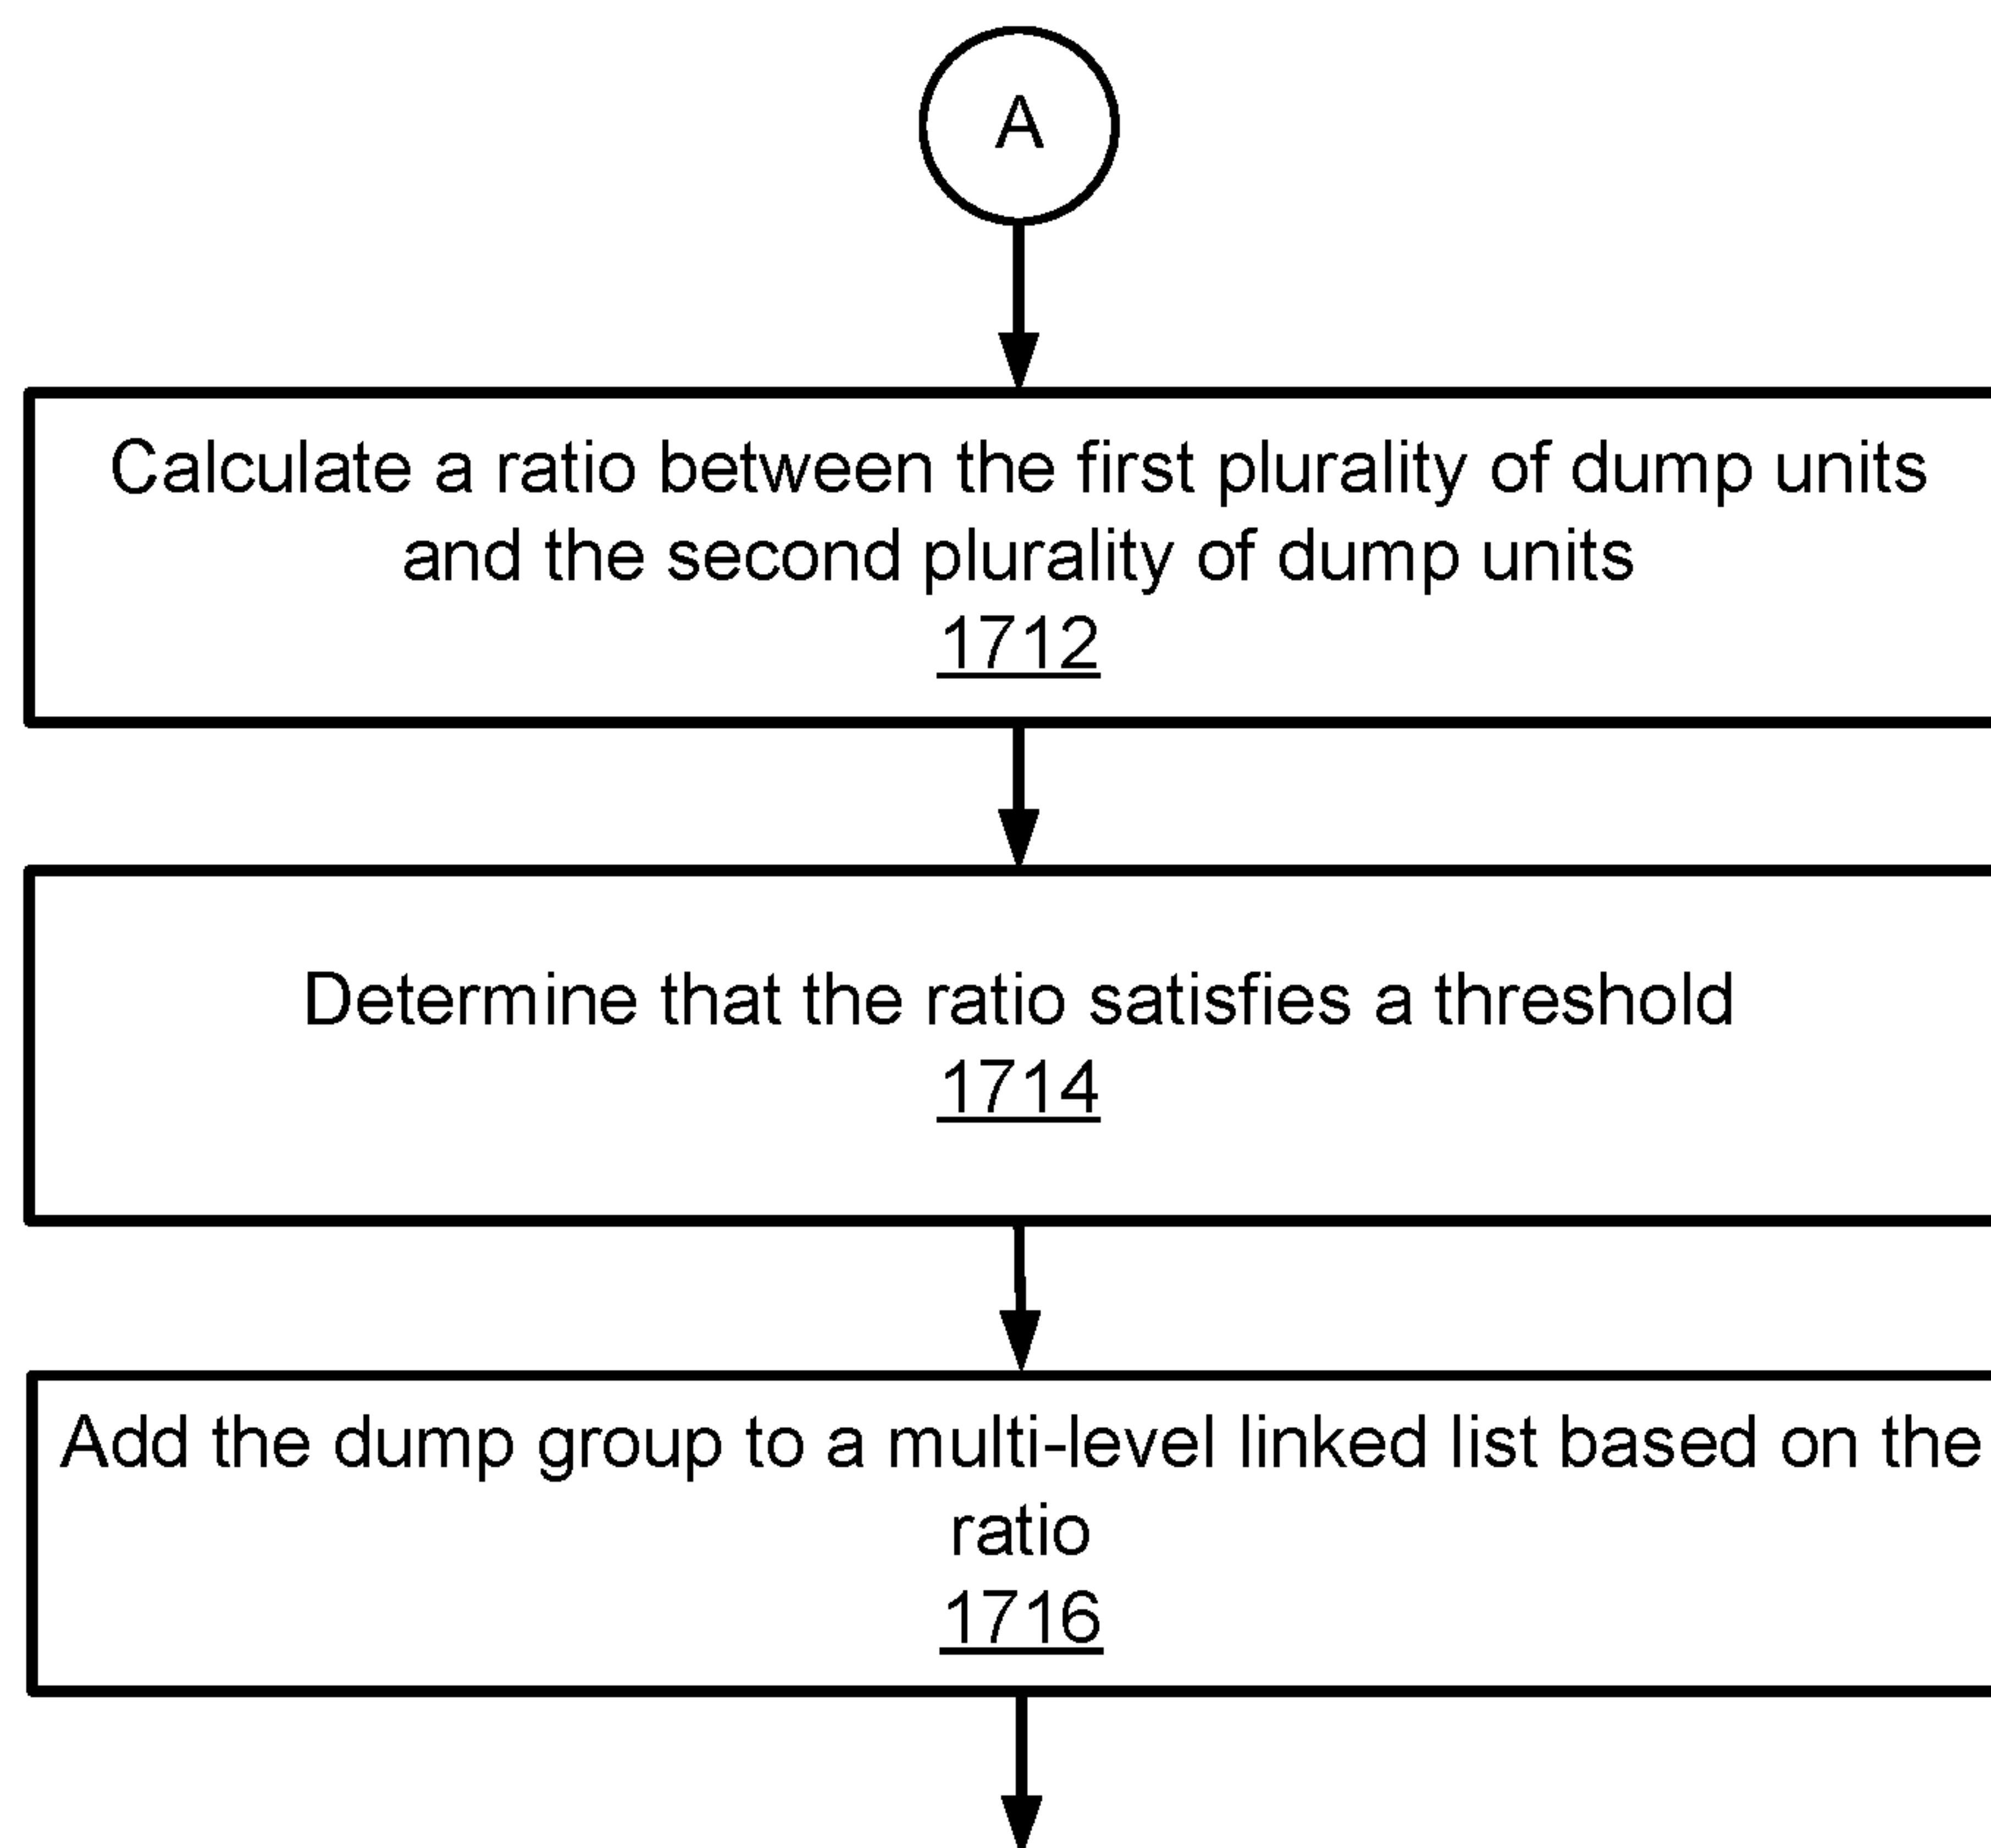 A
Calculate a ratio between the first plurality of dump units
and the second plurality of dump units
1712
Determine that the ratio satisfies a threshold
1714
Add the dump group to a multi-level linked list based on the
ratio
1716